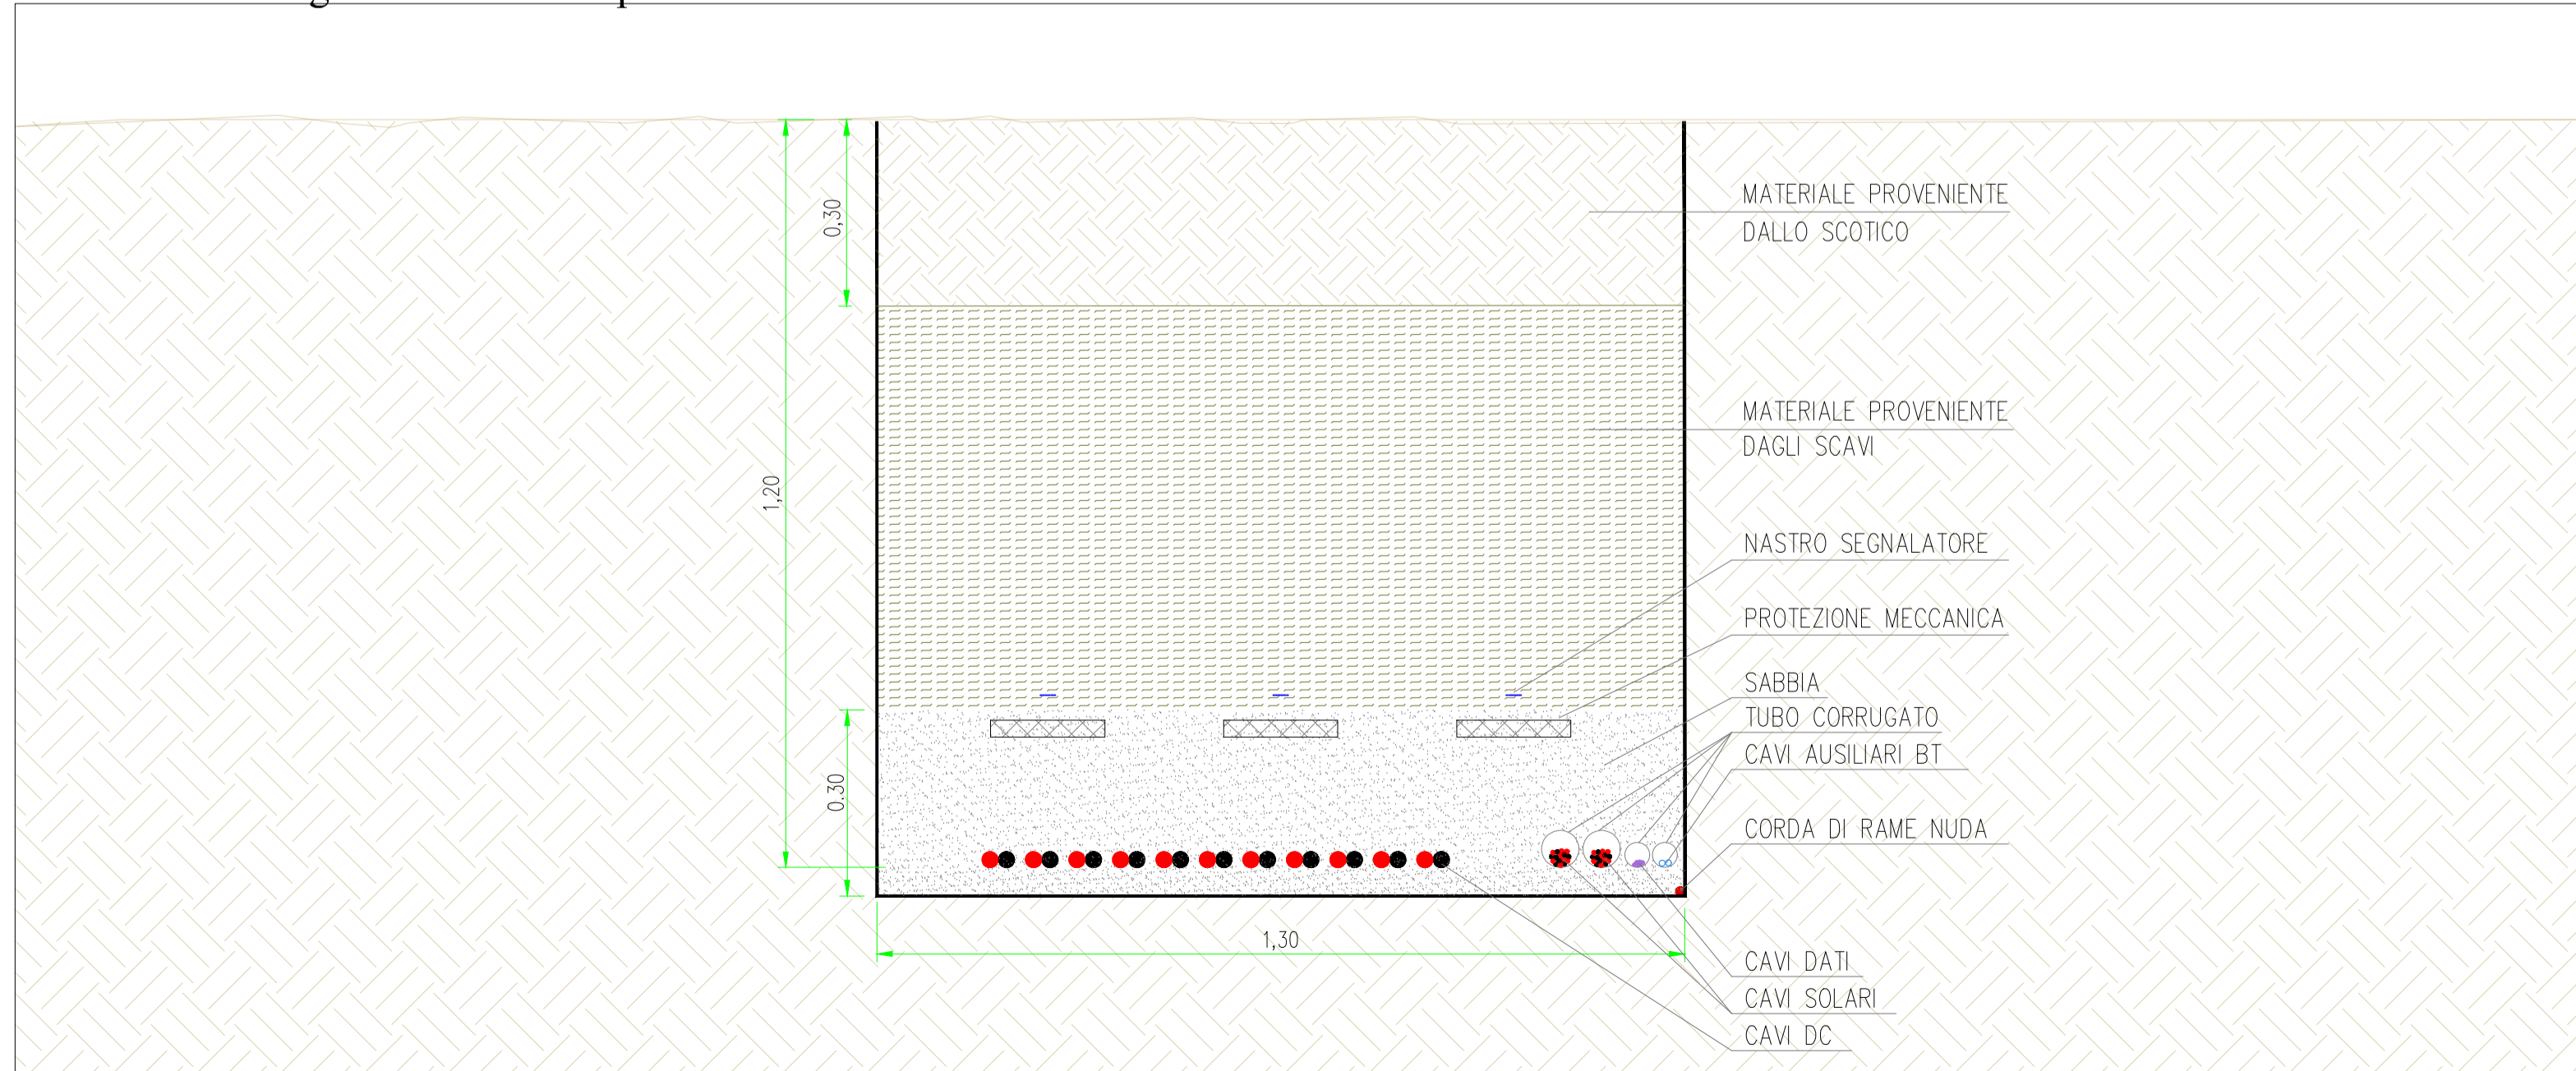 0,30
MATERIALE PROVENIENTE
DALLO SCOTICO
MATERIALE PROVENIENTE
DAGLI SCAVI
1,20
NASTRO SEGNALATORE
PROTEZIONE MECCANICA
SABBIA
TUBO CORRUGATO
CAVI AUSILIARI BT
0.30
CORDA DI RAME NUDA
1,30
CAVI DATI
CAVI SOLARI
CAVI DC